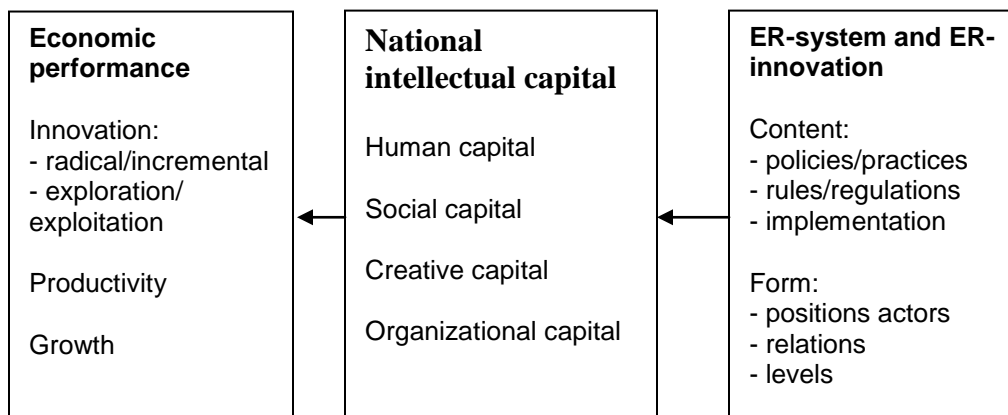 Economic
performance
Innovation:
- radical/incremental
- exploration/
exploitation
Productivity
Growth
National
intellectual capital
Human capital
Social capital
Creative capital
Organizational capital
ER-system and ER-
innovation
Content:
- policies/practices
- rules/regulations
- implementation
Form:
- positions actors
- relations
- levels